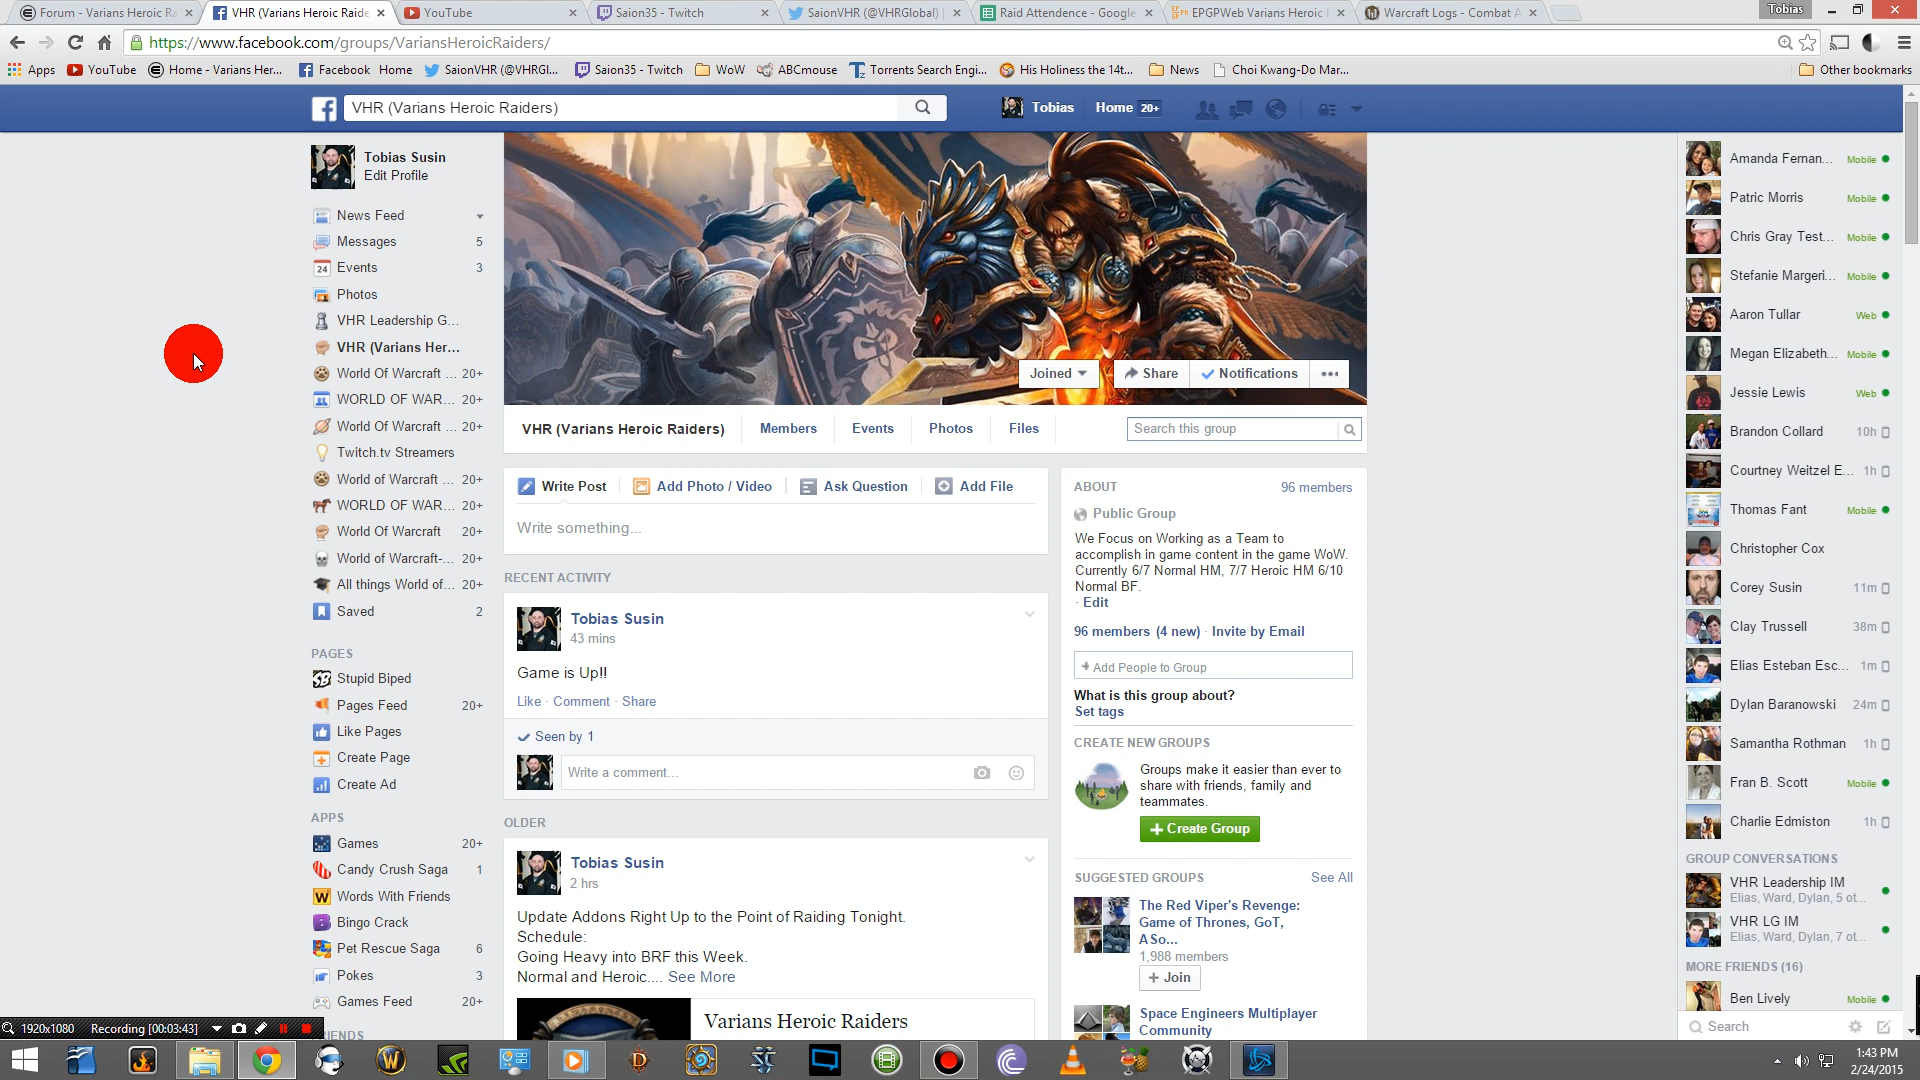 Forum - Varians Heroic Ra
VHR (Varians Heroic Raide
YouTube
Saion35 - Twitch
SaionVHR (@VHRGlobal)
Raid Attendence - Google
EPGPWeb Varians Heroic
Warcraft Logs - Combat A
Tobias
https://www.facebook.com/groups/VariansHeroicRaiders/
Apps
YouTube
Home - Varians Her...
Facebook
Home
SaionVHR (@VHRGl...
Saion35 - Twitch
WoW
ABCmouse
Torrents Search Engi...
His Holiness the 14t...
News
Choi Kwang-Do Mar...
Other bookmarks
VHR (Varians Heroic Raiders)
Tobias
Home 20+
Tobias Susin
Edit Profile
News Feed
Messages 5
24 Events 3
Photos
VHR Leadership G...
VHR (Varians Her...
World Of Warcraft ... 20+
WORLD OF WAR... 20+
World Of Warcraft ... 20+
Twitch.tv Streamers
World of Warcraft ... 20+
WORLD OF WAR... 20+
World Of Warcraft 20+
World of Warcraft-... 20+
All things World of... 20+
Saved 2
PAGES
Stupid Biped
Pages Feed 20+
Like Pages
Create Page
Create Ad
APPS
Games 20+
Candy Crush Saga 1
Words With Friends
Bingo Crack
Pet Rescue Saga 6
Pokes 3
Games Feed 20+
RIENDS
Joined
Share
Notifications
VHR (Varians Heroic Raiders)
Members
Events
Photos
Files
Search this group
Write Post
Add Photo / Video
Ask Question
Add File
Write something...
RECENT ACTIVITY
Tobias Susin
43 mins
Game is Up!!
Like · Comment · Share
Seen by 1
Write a comment...
OLDER
Tobias Susin
2 hrs
Update Addons Right Up to the Point of Raiding Tonight.
Schedule:
Going Heavy into BRF this Week.
Normal and Heroic.... See More
Varians Heroic Raiders
ABOUT
96 members
Public Group
We Focus on Working as a Team to
accomplish in game content in the game WoW.
Currently 6/7 Normal HM, 7/7 Heroic HM 6/10
Normal BF.
· Edit
96 members (4 new) · Invite by Email
+ Add People to Group
What is this group about?
Set tags
CREATE NEW GROUPS
Groups make it easier than ever to
share with friends, family and
teammates.
+ Create Group
SUGGESTED GROUPS
See All
The Red Viper's Revenge:
Game of Thrones, GoT,
A So...
1,988 members
+ Join
Space Engineers Multiplayer
Community
Amanda Fernan... Mobile
Patric Morris Mobile
Chris Gray Test... Mobile
Stefanie Margeri... Mobile
Aaron Tullar Web
Megan Elizabeth... Mobile
Jessie Lewis Web
Brandon Collard 10h
Courtney Weitzel E... 1h
Thomas Fant Mobile
Christopher Cox
Corey Susin 11m
Clay Trussell 38m
Elias Esteban Esc... 1m
Dylan Baranowski 24m
Samantha Rothman 1h
Fran B. Scott Mobile
Charlie Edmiston 1h
GROUP CONVERSATIONS
VHR Leadership IM
Elias, Ward, Dylan, 5 ot...
VHR LG IM
Elias, Ward, Dylan, 7 ot...
MORE FRIENDS (16)
Ben Lively Mobile
Search
1920x1080
Recording [00:03:43]
1:43 PM
2/24/2015